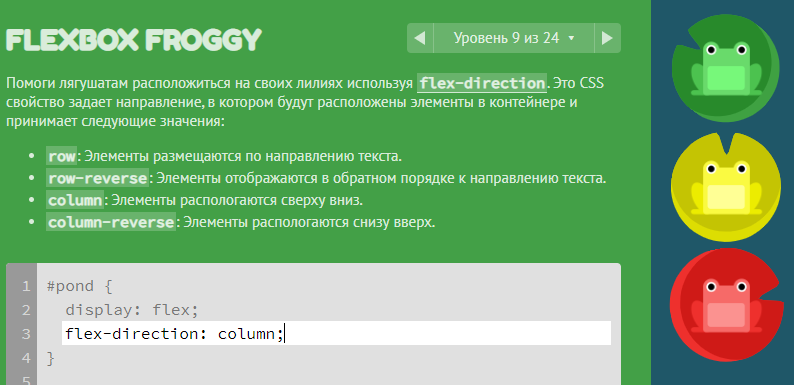 FLEXBOX FROGGY
Уровень 9 из 24
Помоги лягушатам расположиться на своих лилиях используя flex-direction. Это CSS
свойство задает направление, в котором будут расположены элементы в контейнере и
принимает следующие значения:
• row: Элементы размещаются по направлению текста.
• row-reverse: Элементы отображаются в обратном порядке к направлению текста.
• column: Элементы распологаются сверху вниз.
• column-reverse: Элементы распологаются снизу вверх.
1 #pond {
2 display: flex;
3 flex-direction: column;
4 }
5